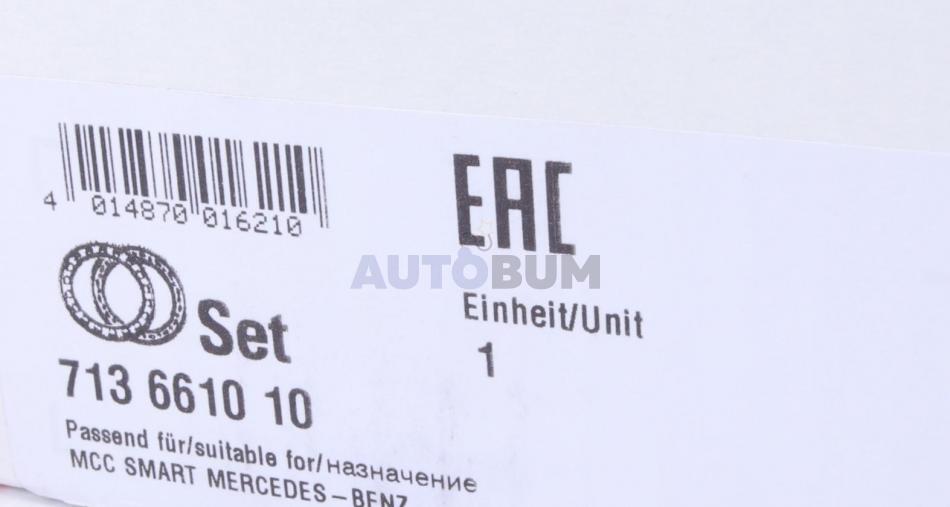 4 014870 016210
EAC
AUTOBUM
Set
Einheit/Unit
1
713 6610 10
Passend für/suitable for/назначение
MCC SMART MERCEDES-BENZ